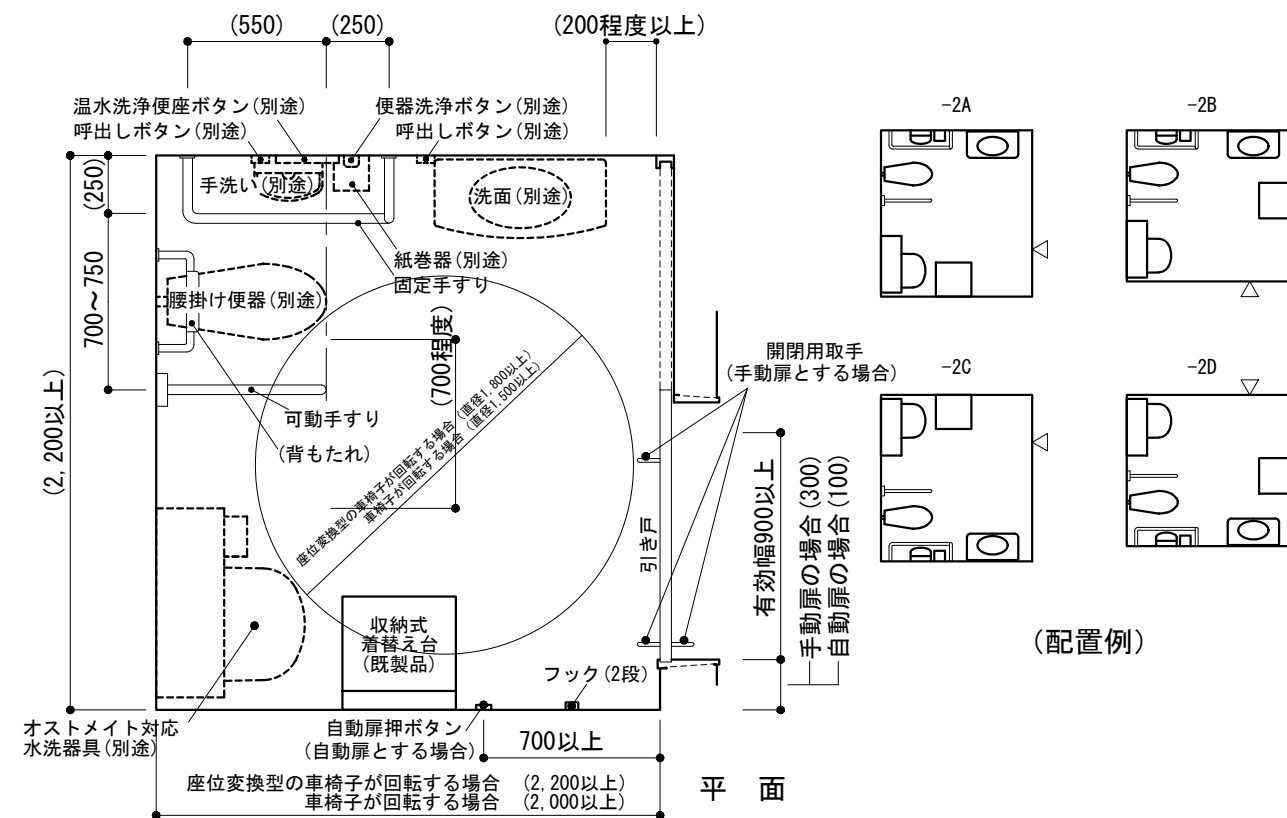 (550)
(250)
(200程度以上)
温水洗浄便座ボタン(別途)
呼出しボタン(別途)
便器洗浄ボタン(別途)
呼出しボタン(別途)
(250)
手洗い(別途)
洗面(別途)
紙巻器(別途)
固定手すり
700～750
腰掛け便器(別途)
(700程度)
開閉用取手
(手動扉とする場合)
(2,200以上)
可動手すり
(背もたれ)
座位変換型の車椅子が回転する場合 (直径1,800以上)
車椅子が回転する場合 (直径1,500以上)
引き戸
有効幅900以上
手動扉の場合(300)
自動扉の場合(100)
収納式
着替え台
(既製品)
フック(2段)
オストメイト対応
水洗器具(別途)
自動扉押ボタン
(自動扉とする場合)
700以上
座位変換型の車椅子が回転する場合 (2,200以上)
車椅子が回転する場合 (2,000以上)
平 面
-2A
-2B
-2C
-2D
(配置例)